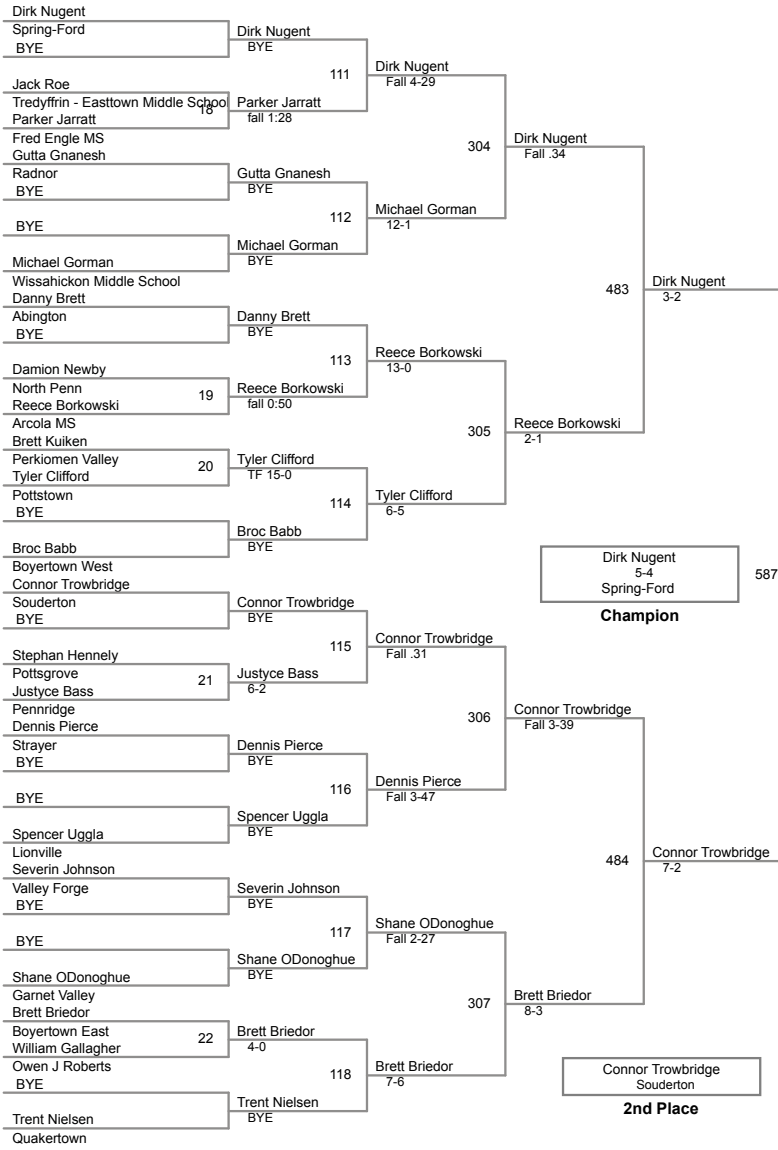 Dirk Nugent
Spring-Ford
BYE
Jack Roe
Tredyffrin - Easttown Middle School
Parker Jarratt
Fred Engle MS
Gutta Gnanesh
Radnor
BYE
BYE
Michael Gorman
Wissahickon Middle School
Danny Brett
Abington
BYE
Damion Newby
North Penn
Reece Borkowski
Arcola MS
Brett Kuiken
Perkiomen Valley
Tyler Clifford
Pottstown
BYE
Broc Babb
Boyertown West
Connor Trowbridge
Souderton
BYE
Stephan Hennely
Pottsgrove
Justyce Bass
Pennridge
Dennis Pierce
Strayer
BYE
BYE
Spencer Uggla
Lionville
Severin Johnson
Valley Forge
BYE
BYE
Shane ODonoghue
Garnet Valley
Brett Briedor
Boyertown East
William Gallagher
Owen J Roberts
BYE
Trent Nielsen
Quakertown
18
19
20
21
22
Dirk Nugent
BYE
Parker Jarratt
fall 1:28
Gutta Gnanesh
BYE
Michael Gorman
BYE
Danny Brett
BYE
Reece Borkowski
fall 0:50
Tyler Clifford
TF 15-0
Broc Babb
BYE
Connor Trowbridge
BYE
Justyce Bass
6-2
Dennis Pierce
BYE
Spencer Uggla
BYE
Severin Johnson
BYE
Shane ODonoghue
BYE
Brett Briedor
4-0
Trent Nielsen
BYE
111
112
113
114
115
116
117
118
Dirk Nugent
Fall 4-29
Michael Gorman
12-1
Reece Borkowski
13-0
Tyler Clifford
6-5
Connor Trowbridge
Fall .31
Dennis Pierce
Fall 3-47
Shane ODonoghue
Fall 2-27
Brett Briedor
7-6
304
305
306
307
Dirk Nugent
Fall .34
Reece Borkowski
2-1
Connor Trowbridge
Fall 3-39
Brett Briedor
8-3
483
484
Dirk Nugent
3-2
Connor Trowbridge
7-2
Dirk Nugent
5-4
Spring-Ford
587
Champion
Connor Trowbridge
Souderton
2nd Place